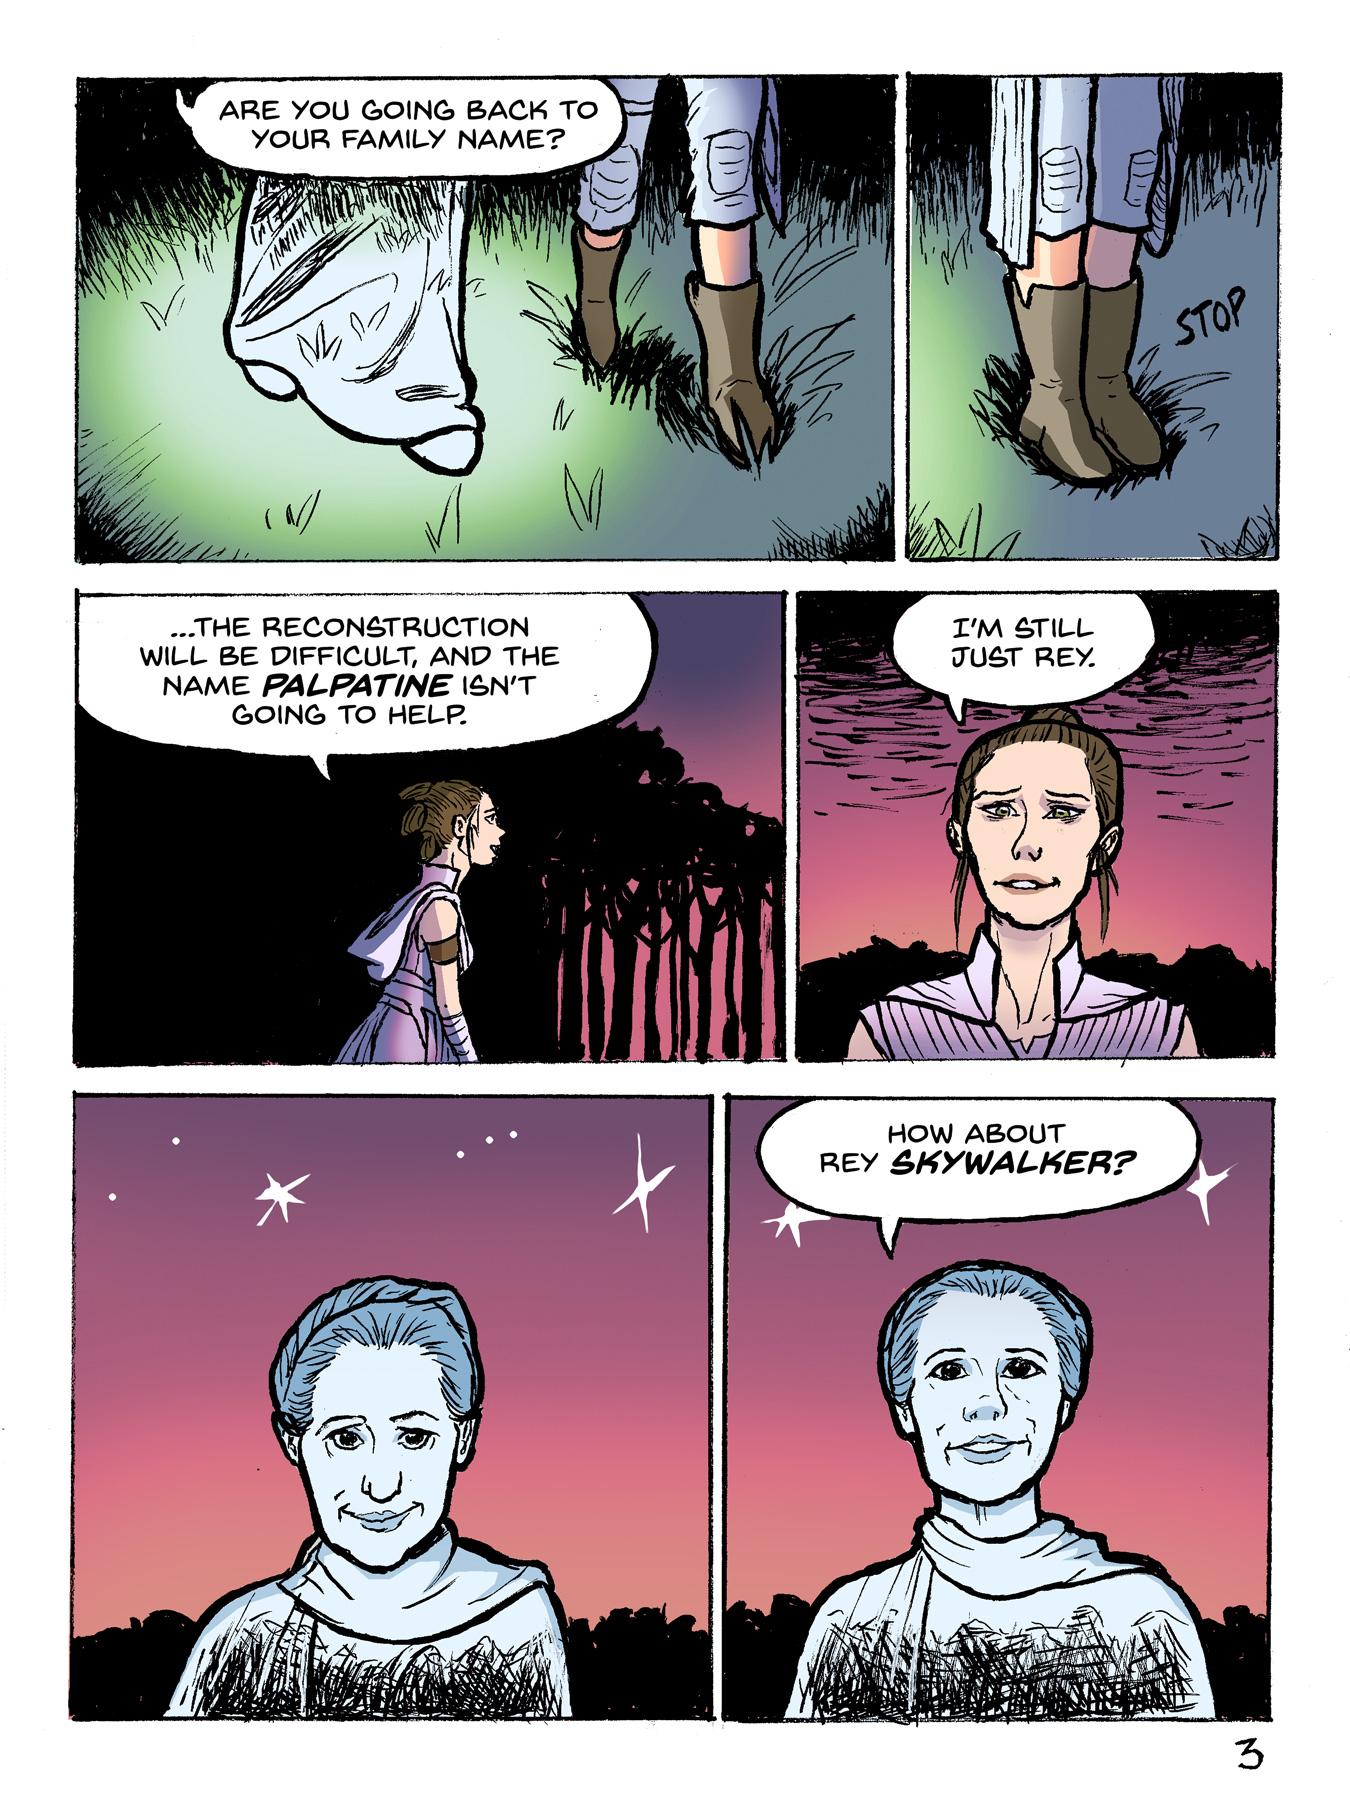 ARE YOU GOING BACK TO
YOUR FAMILY NAME?
STOP
...THE RECONSTRUCTION
WILL BE DIFFICULT, AND THE
NAME PALPATINE ISN'T
GOING TO HELP.
I'M STILL
JUST REY.
HOW ABOUT
REY SKYWALKER?
3